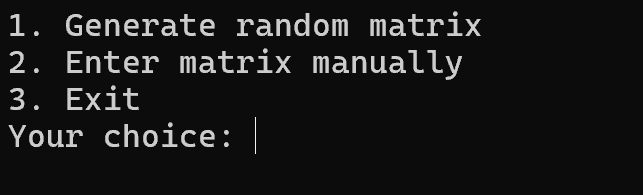 1. Generate random matrix
2. Enter matrix manually
3. Exit
Your choice: